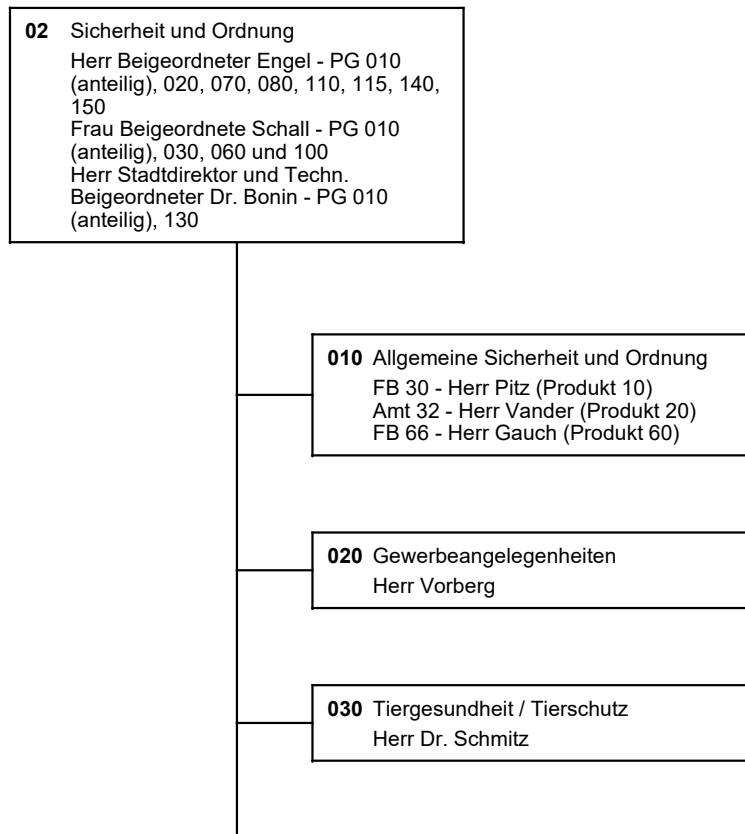 02 Sicherheit und Ordnung
Herr Beigeordneter Engel - PG 010
(anteilig), 020, 070, 080, 110, 115, 140,
150
Frau Beigeordnete Schall - PG 010
(anteilig), 030, 060 und 100
Herr Stadtdirektor und Techn.
Beigeordneter Dr. Bonin - PG 010
(anteilig), 130
010 Allgemeine Sicherheit und Ordnung
FB 30 - Herr Pitz (Produkt 10)
Amt 32 - Herr Vander (Produkt 20)
FB 66 - Herr Gauch (Produkt 60)
020 Gewerbeangelegenheiten
Herr Vorberg
030 Tiergesundheit / Tierschutz
Herr Dr. Schmitz